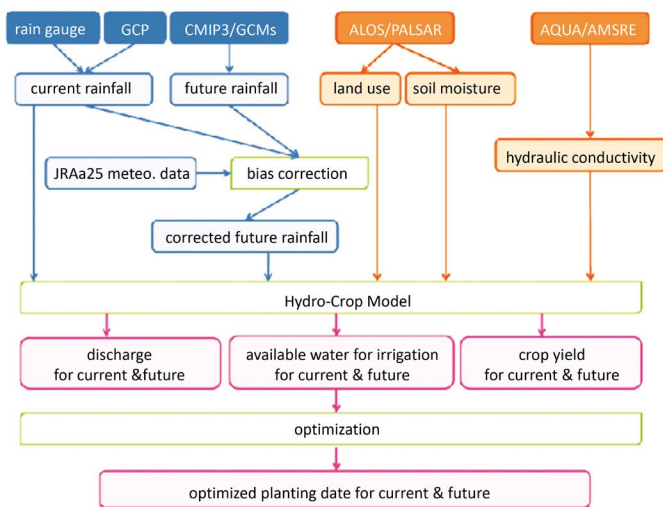 rain gauge
GCP
CMIP3/GCMs
ALOS/PALSAR
AQUA/AMSRE
current rainfall
future rainfall
land use
soil moisture
hydraulic conductivity
JRAa25 meteo. data
bias correction
corrected future rainfall
Hydro-Crop Model
discharge
for current &future
available water for irrigation
for current & future
crop yield
for current & future
optimization
optimized planting date for current & future